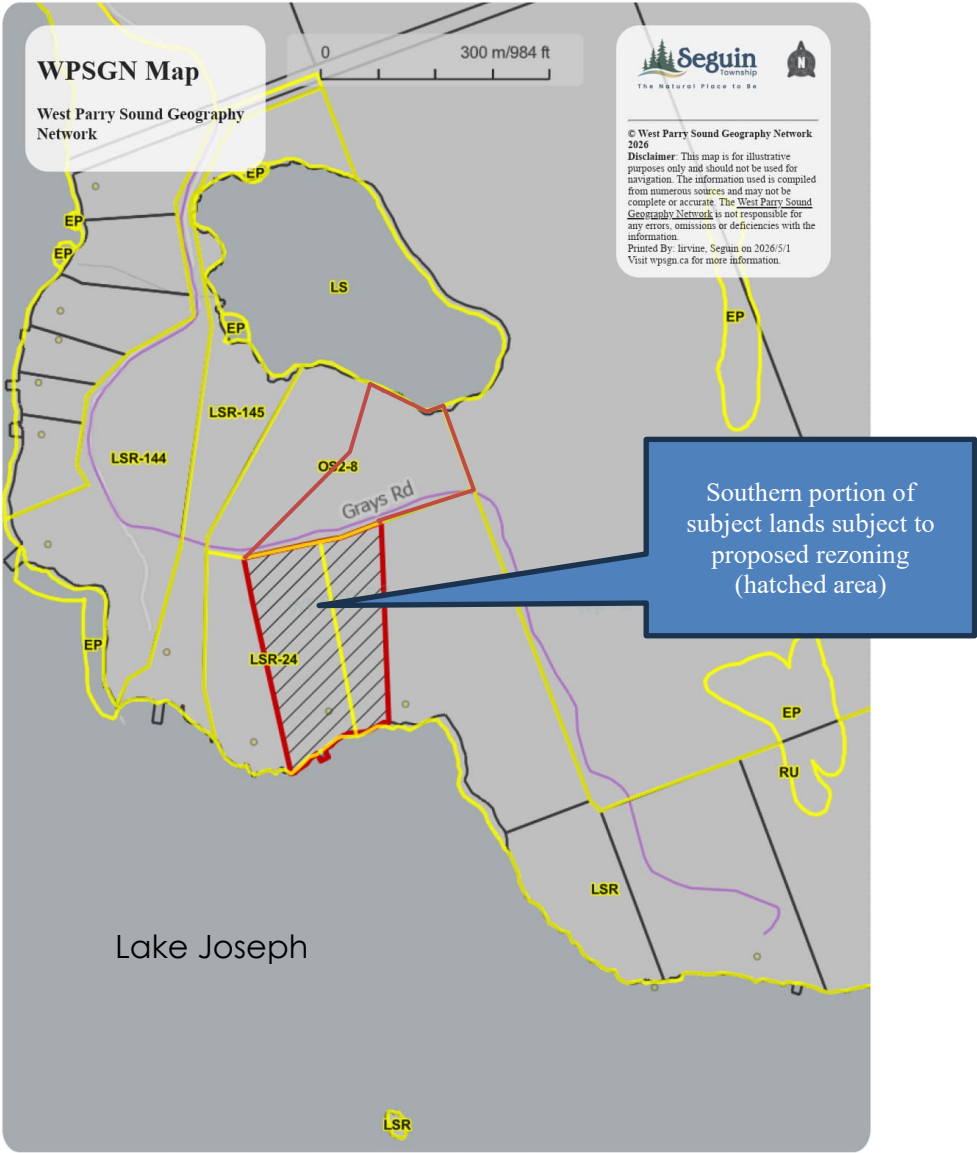 WPSGN Map
West Parry Sound Geography
Network
0 300 m/984 ft
Seguin
Township
The Natural Place to Be
N
© West Parry Sound Geography Network
2026
Disclaimer: This map is for illustrative
purposes only and should not be used for
navigation. The information used is compiled
from numerous sources and may not be
complete or accurate. The West Parry Sound
Geography Network is not responsible for
any errors, omissions or deficiencies with the
information.
Printed By: lirvine, Seguin on 2026/5/1
Visit wpsgn.ca for more information.
EP
EP
EP
LS
EP
EP
LSR-145
LSR-144
OS2-8
Grays Rd
Southern portion of
subject lands subject to
proposed rezoning
(hatched area)
EP
LSR-24
EP
RU
LSR
Lake Joseph
LSR